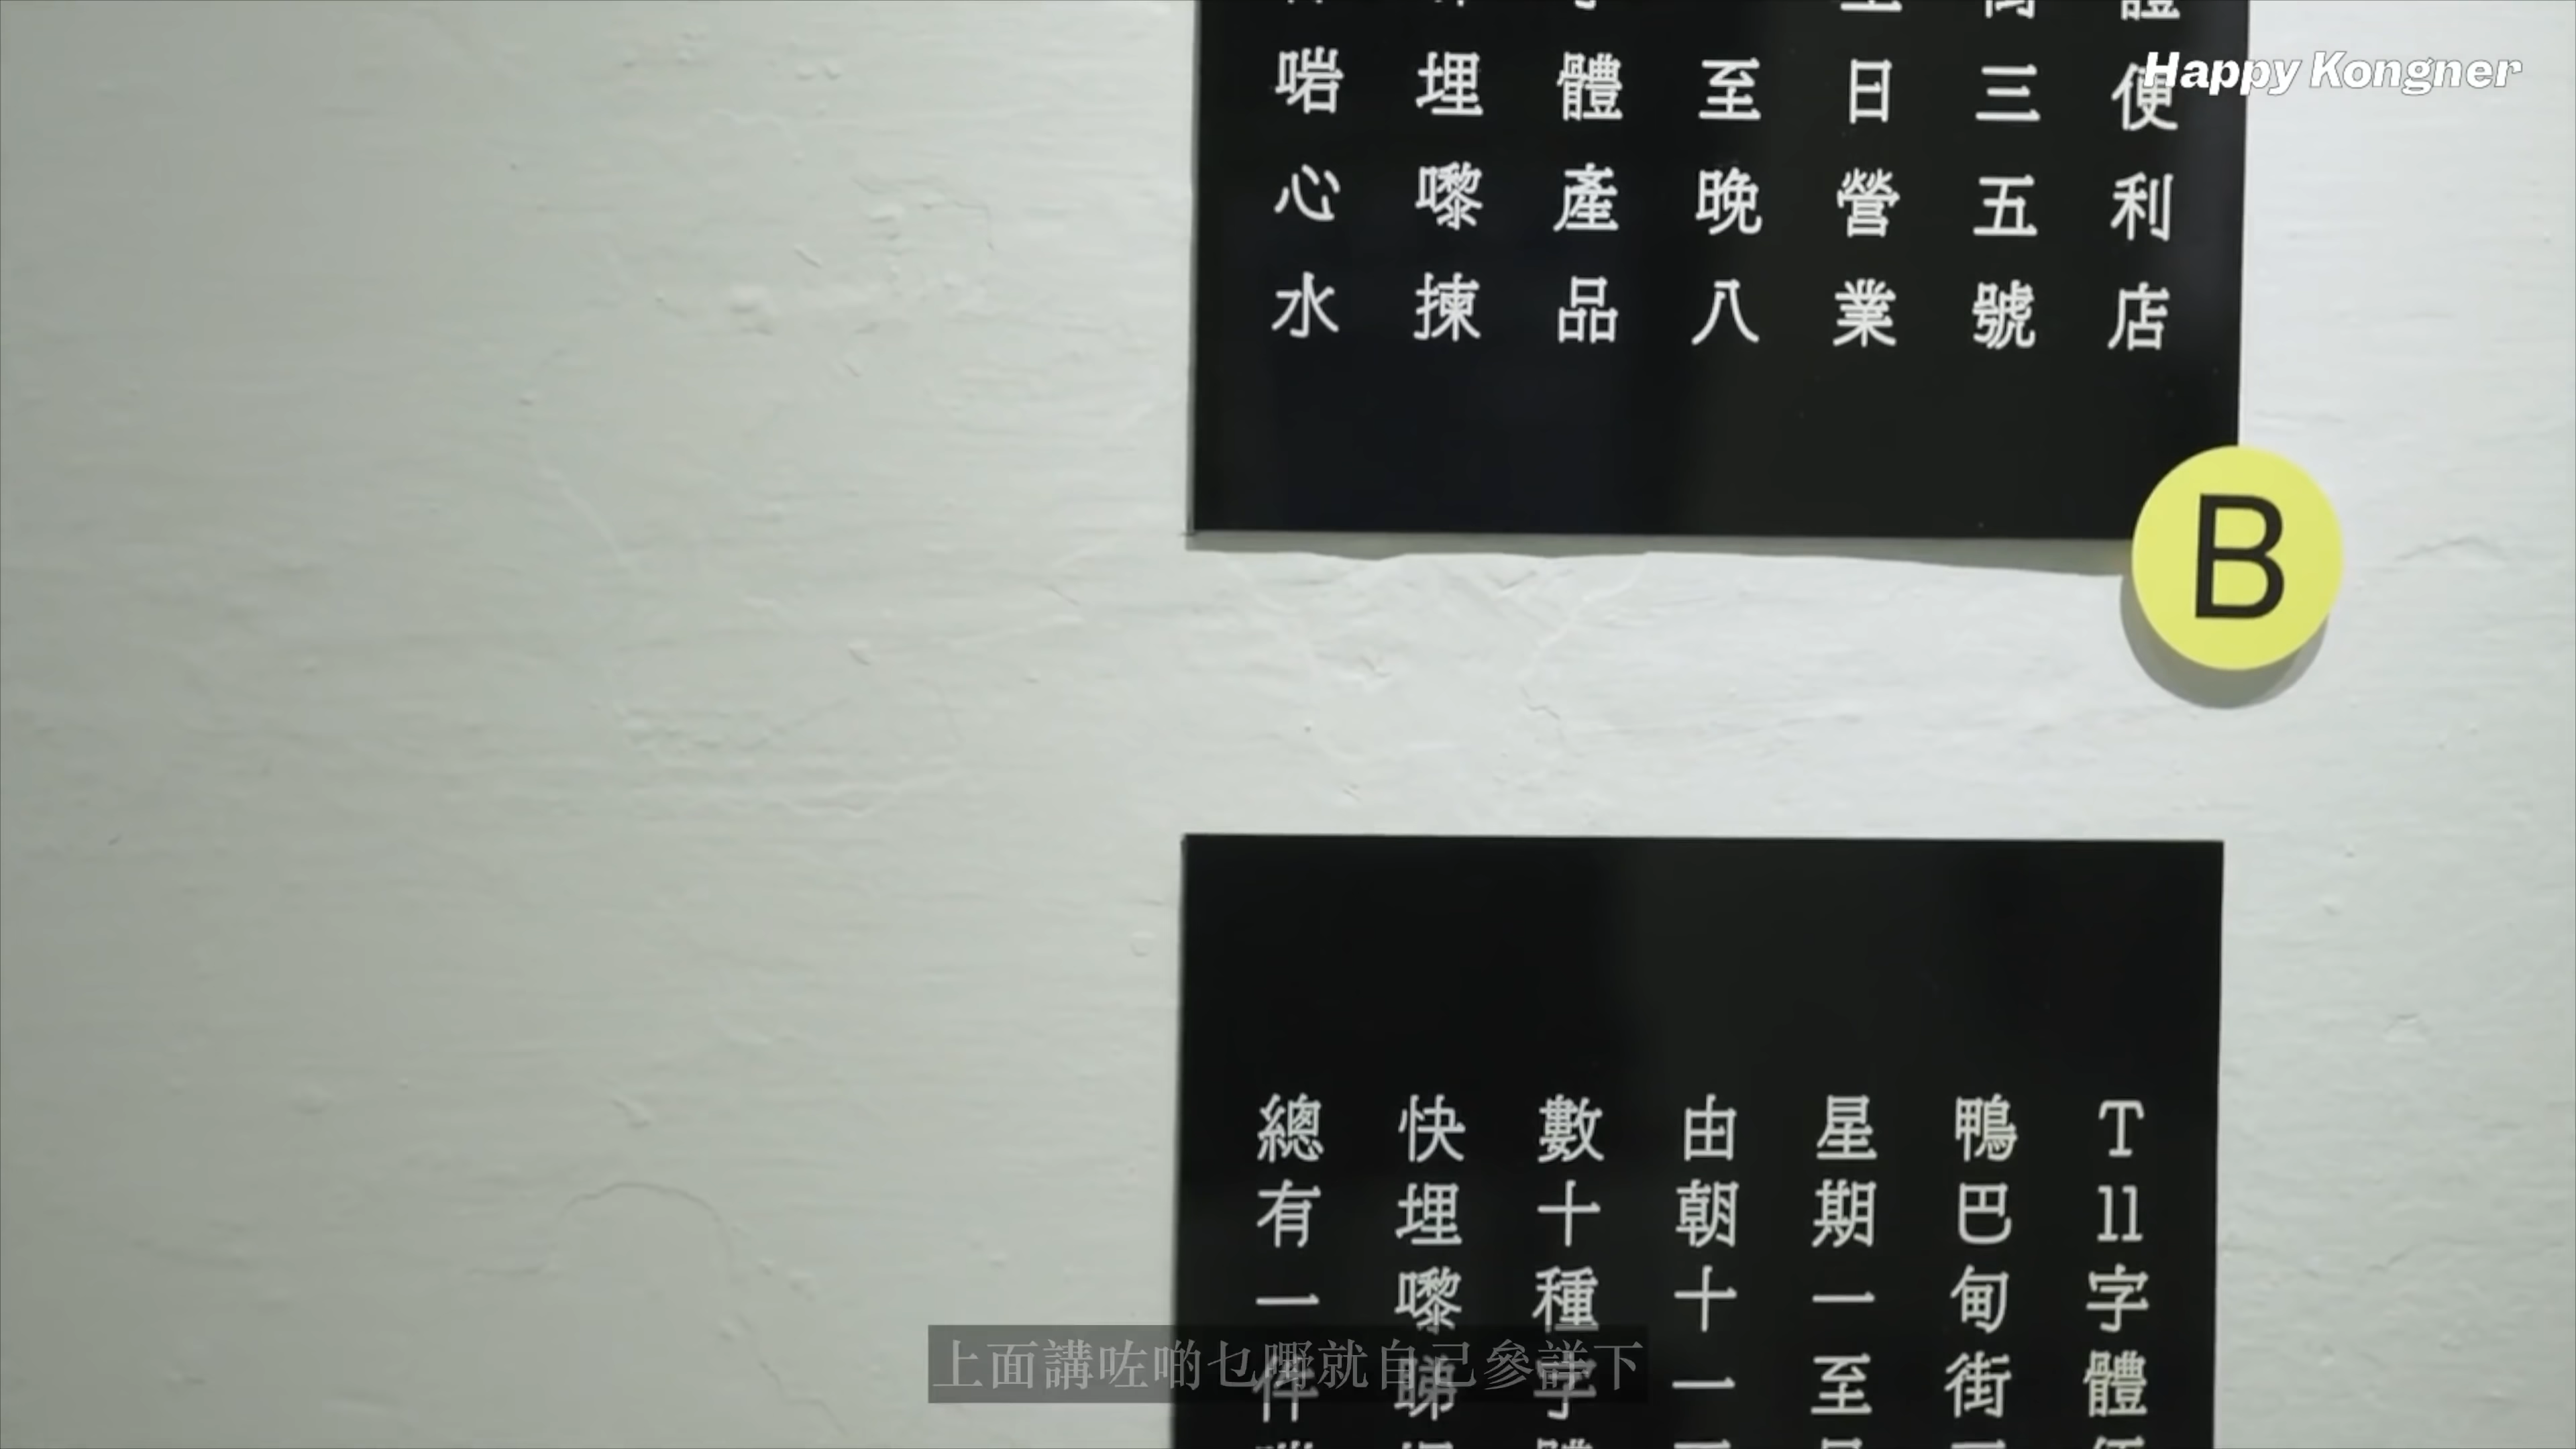 Happy Kongner
便利店
三五號
日營業
至晚八
體產品
埋嚟揀
啱心水
B
T11字體
鴨巴甸街
星期一至
由朝十一
數十種字
快埋嚟睇
總有一件
上面講咗啲乜嘢就自己參詳下